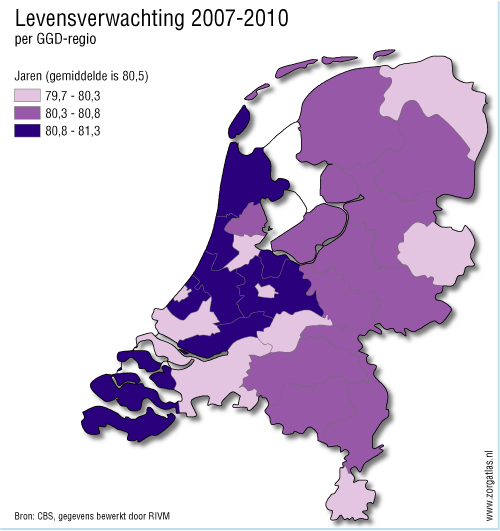 Levensverwachting 2007-2010
per GGD-regio
Jaren (gemiddelde is 80,5)
79,7 - 80,3
80,3 - 80,8
80,8 - 81,3
Bron: CBS, gegevens bewerkt door RIVM
www.zorgatlas.nl